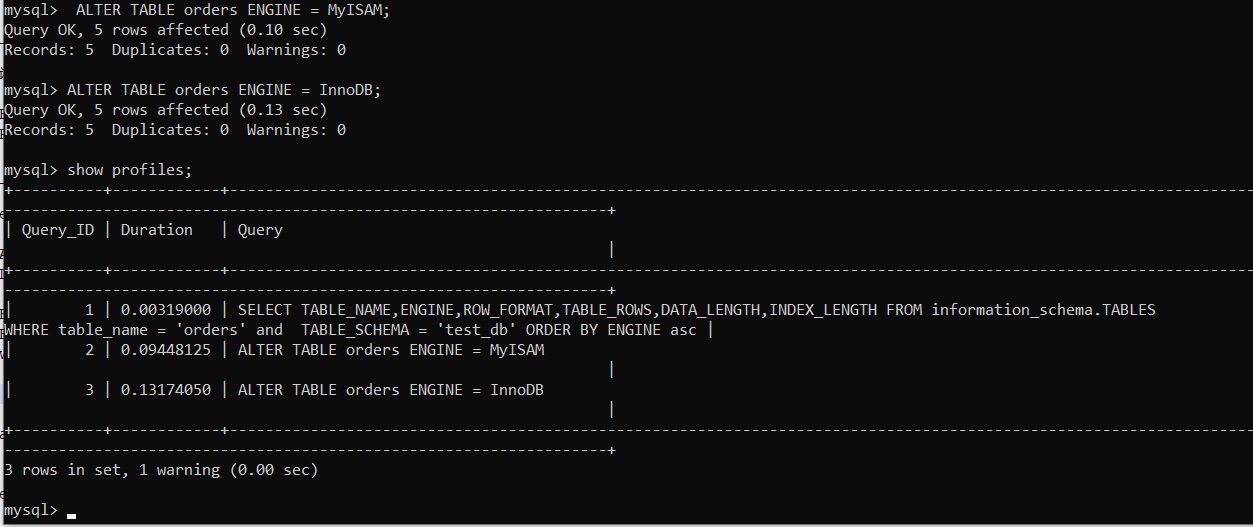 mysql>  ALTER TABLE orders ENGINE = MyISAM;
Query OK, 5 rows affected (0.10 sec)
Records: 5  Duplicates: 0  Warnings: 0
mysql> ALTER TABLE orders ENGINE = InnoDB;
Query OK, 5 rows affected (0.13 sec)
Records: 5  Duplicates: 0  Warnings: 0
mysql> show profiles;
+----------+------------+--------------------------------------------------------------------------------------------------------------------
-------------------------------------------------------------------+
| Query_ID | Duration   | Query
                                                                   |
+----------+------------+--------------------------------------------------------------------------------------------------------------------
-------------------------------------------------------------------+
|        1 | 0.00319000 | SELECT TABLE_NAME,ENGINE,ROW_FORMAT,TABLE_ROWS,DATA_LENGTH,INDEX_LENGTH FROM information_schema.TABLES
WHERE table_name = 'orders' and  TABLE_SCHEMA = 'test_db' ORDER BY ENGINE asc |
|        2 | 0.09448125 | ALTER TABLE orders ENGINE = MyISAM
                                                                   |
|        3 | 0.13174050 | ALTER TABLE orders ENGINE = InnoDB
                                                                   |
+----------+------------+--------------------------------------------------------------------------------------------------------------------
-------------------------------------------------------------------+
3 rows in set, 1 warning (0.00 sec)
mysql>